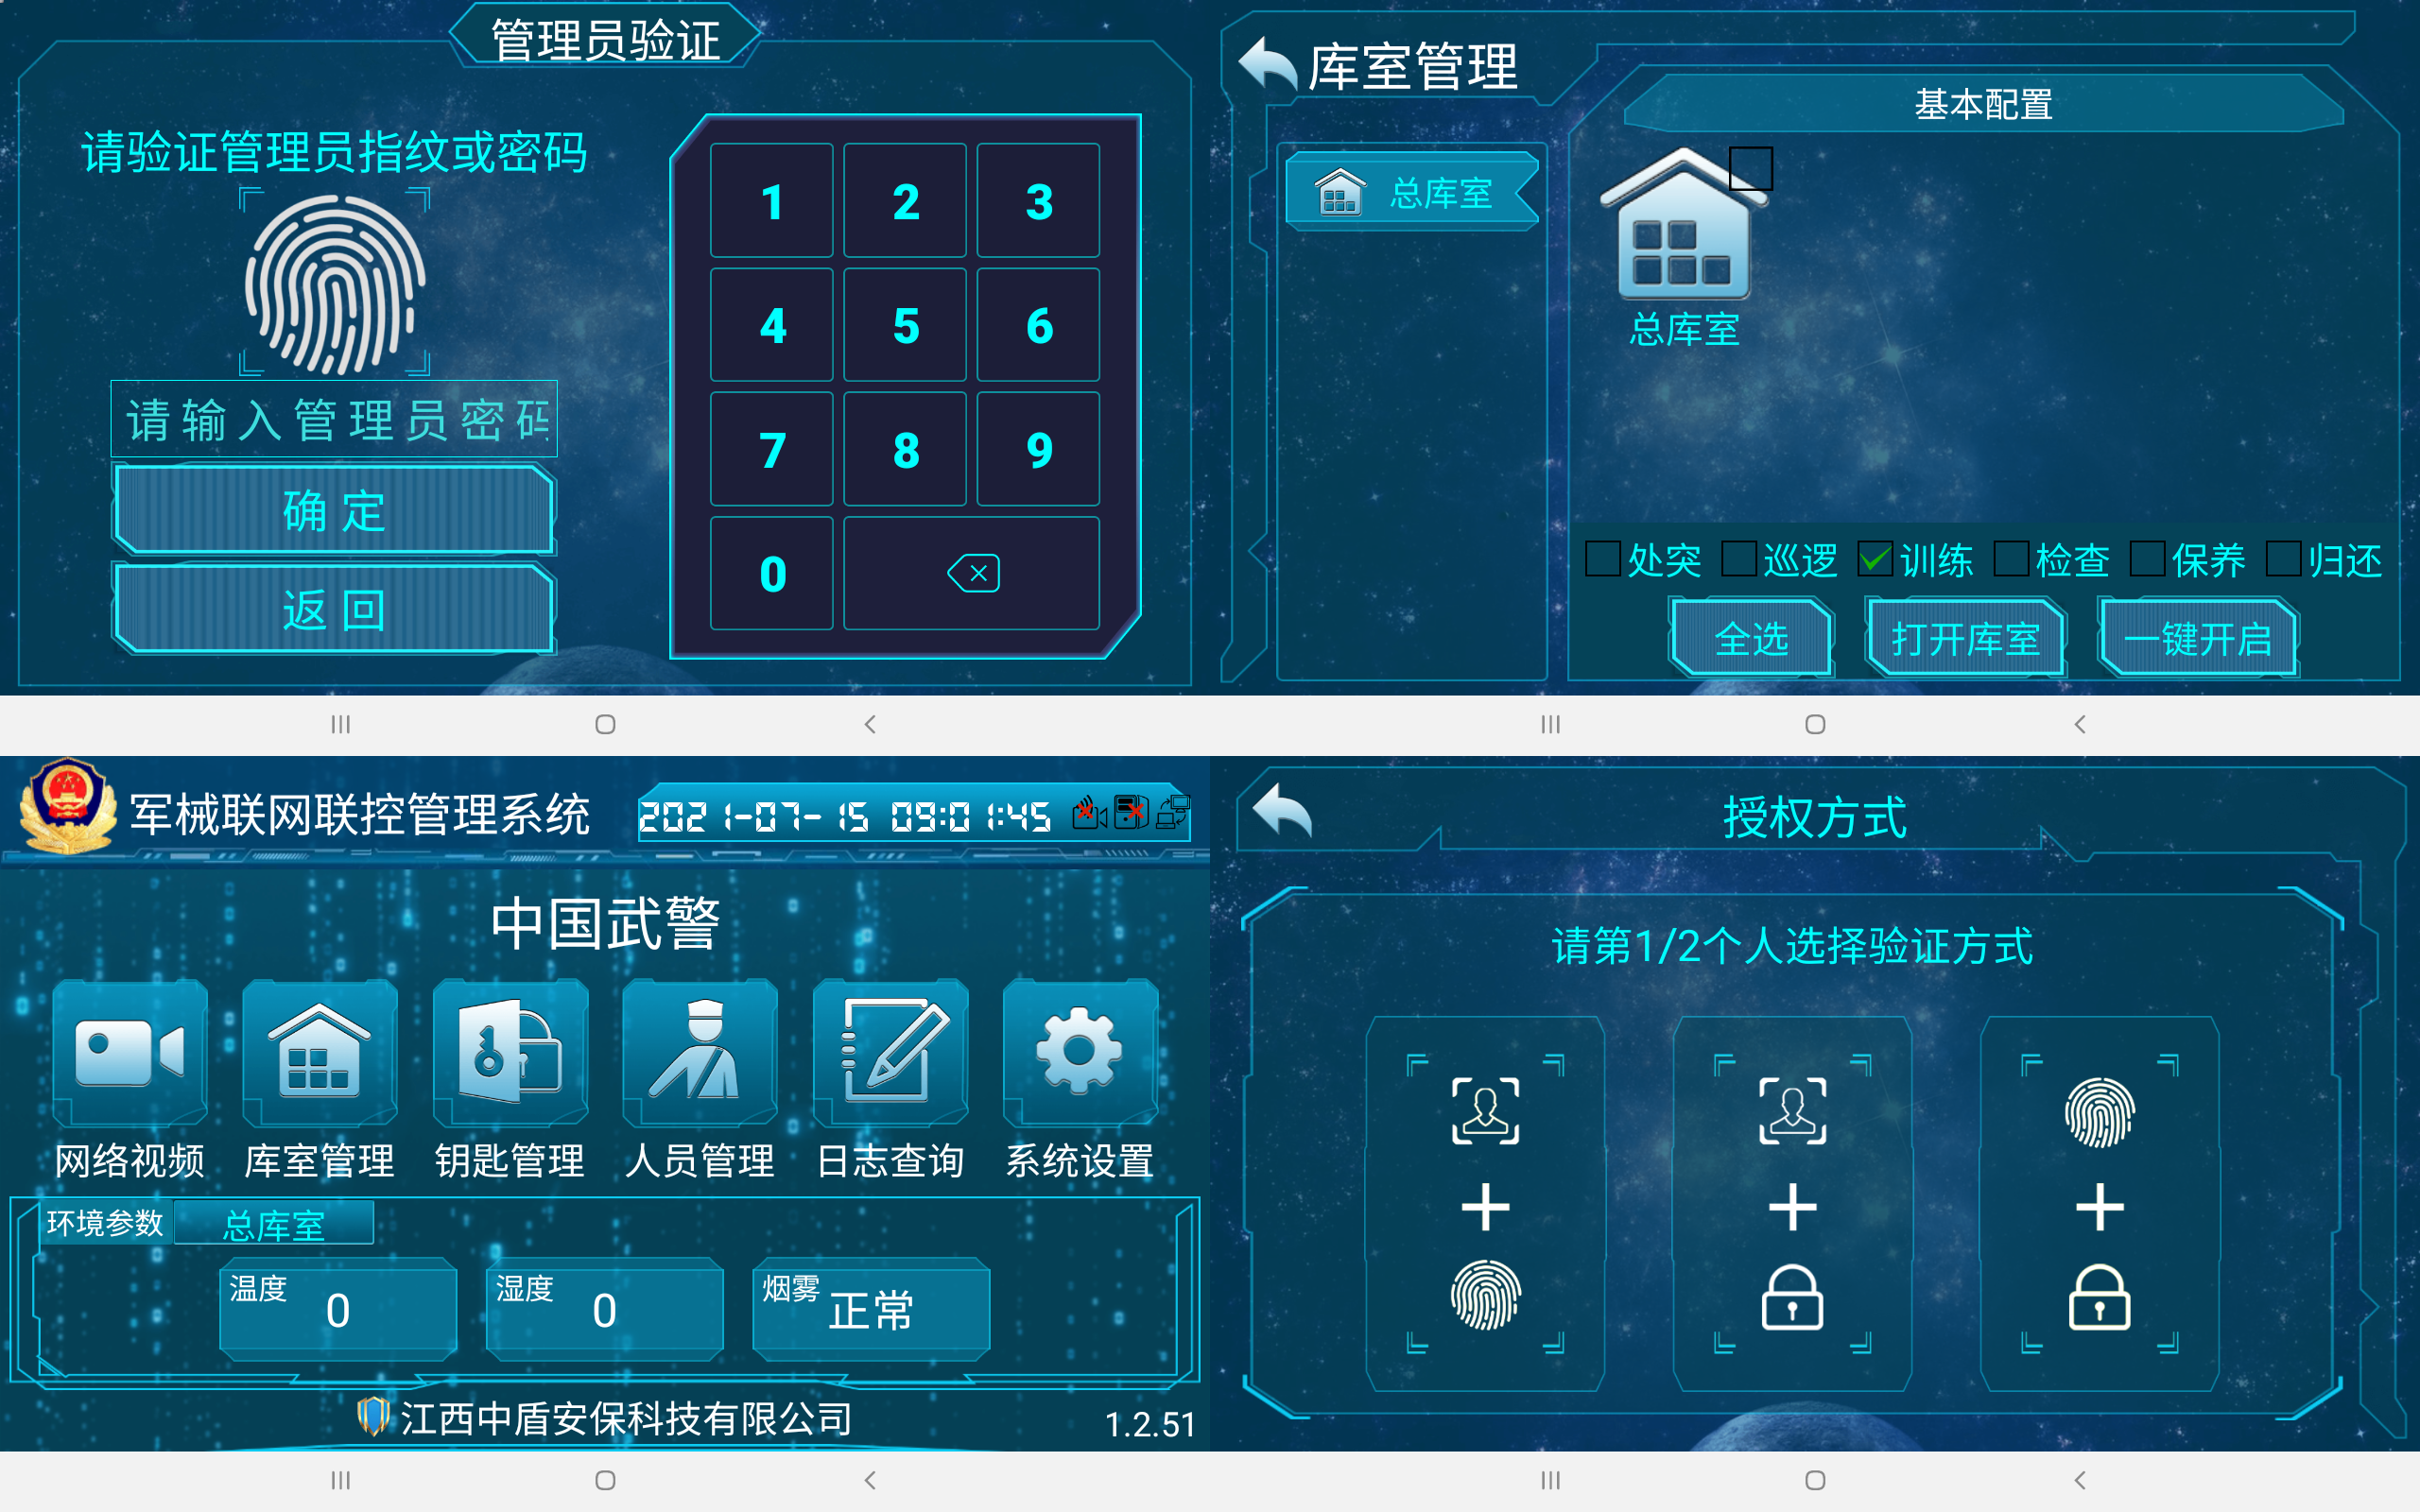 管理员验证
请验证管理员指纹或密码
请输入管理员密码
确定
返回
1 2 3
4 5 6
7 8 9
0
库室管理
基本配置
总库室
总库室
处突 巡逻 训练 检查 保养 归还
全选 打开库室 一键开启
军械联网联控管理系统
2021-07-15 09:01:45
中国武警
网络视频 库室管理 钥匙管理 人员管理 日志查询 系统设置
环境参数 总库室
温度 0 湿度 0 烟雾 正常
江西中盾安保科技有限公司
1.2.51
授权方式
请第1/2个人选择验证方式